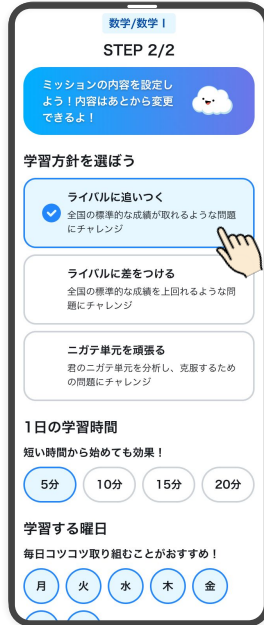 数学/数学Ⅰ
STEP 2/2
ミッションの内容を設定し
よう！内容はあとから変更
できるよ！
学習方針を選ぼう
ライバルに追いつく
全国の標準的な成績が取れるような問題
にチャレンジ
ライバルに差をつける
全国の標準的な成績を上回れるような問
題にチャレンジ
ニガテ単元を頑張る
君のニガテ単元を分析し、克服するため
の問題にチャレンジ
1日の学習時間
短い時間から始めても効果！
5分 10分 15分 20分
学習する曜日
毎日コツコツ取り組むことがおすすめ！
月 火 水 木 金